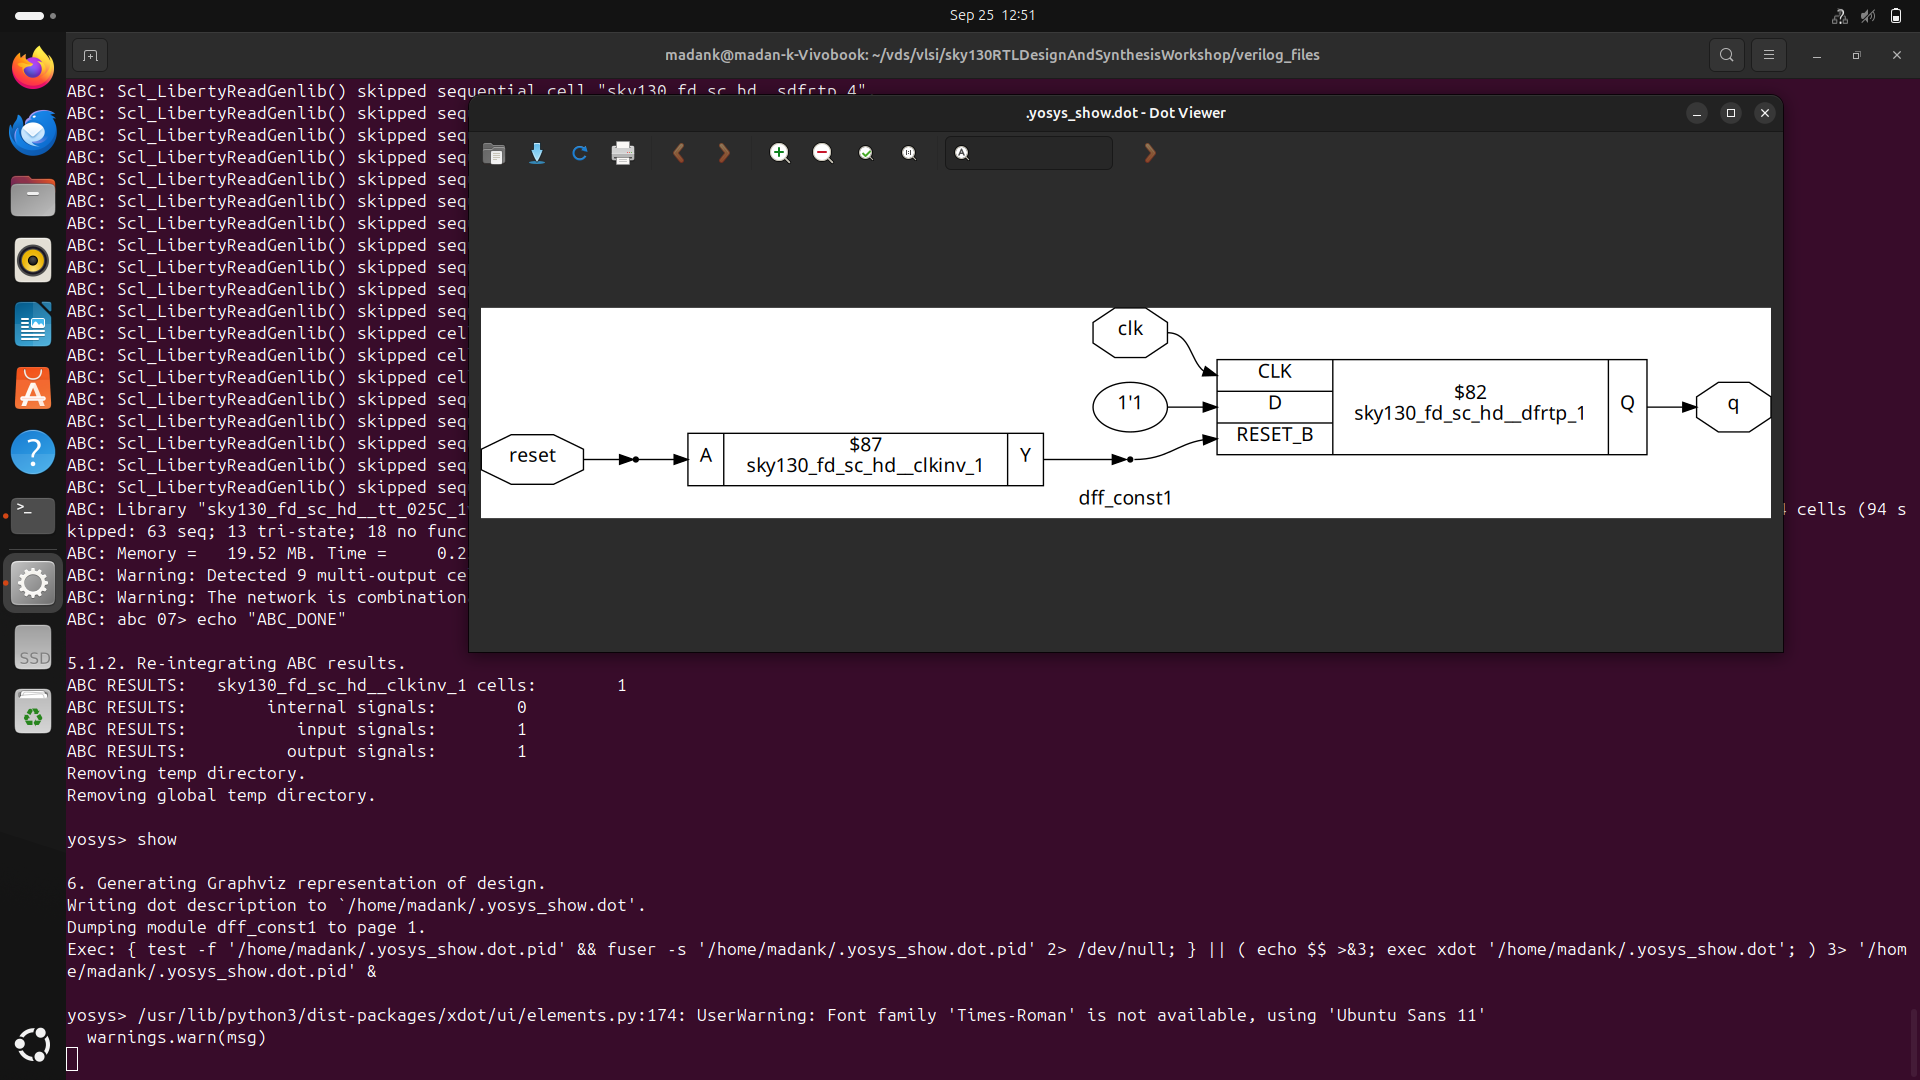 Sep 25 12:51
madank@madan-k-Vivobook: ~/vds/vlsi/sky130RTLDesignAndSynthesisWorkshop/verilog_files
ABC: Scl_LibertyReadGenlib() skipped sequential cell "sky130_fd_sc_hd__sdfrtp_4".
ABC: Scl_LibertyReadGenlib() skipped seq
ABC: Scl_LibertyReadGenlib() skipped seq
ABC: Scl_LibertyReadGenlib() skipped seq
ABC: Scl_LibertyReadGenlib() skipped seq
ABC: Scl_LibertyReadGenlib() skipped seq
ABC: Scl_LibertyReadGenlib() skipped seq
ABC: Scl_LibertyReadGenlib() skipped seq
ABC: Scl_LibertyReadGenlib() skipped seq
ABC: Scl_LibertyReadGenlib() skipped seq
ABC: Scl_LibertyReadGenlib() skipped seq
ABC: Scl_LibertyReadGenlib() skipped cel
ABC: Scl_LibertyReadGenlib() skipped cel
ABC: Scl_LibertyReadGenlib() skipped cel
ABC: Scl_LibertyReadGenlib() skipped seq
ABC: Scl_LibertyReadGenlib() skipped seq
ABC: Scl_LibertyReadGenlib() skipped seq
ABC: Scl_LibertyReadGenlib() skipped seq
ABC: Scl_LibertyReadGenlib() skipped seq
ABC: Library "sky130_fd_sc_hd__tt_025C_1 cells (94 s
kipped: 63 seq; 13 tri-state; 18 no func
ABC: Memory = 19.52 MB. Time = 0.2
ABC: Warning: Detected 9 multi-output ce
ABC: Warning: The network is combination
ABC: abc 07> echo "ABC_DONE"
.yosys_show.dot - Dot Viewer
clk
CLK
1'1
D
RESET_B
$82
sky130_fd_sc_hd__dfrtp_1
Q
q
reset
A
$87
sky130_fd_sc_hd__clkinv_1
Y
dff_const1
5.1.2. Re-integrating ABC results.
ABC RESULTS: sky130_fd_sc_hd__clkinv_1 cells: 1
ABC RESULTS: internal signals: 0
ABC RESULTS: input signals: 1
ABC RESULTS: output signals: 1
Removing temp directory.
Removing global temp directory.
yosys> show
6. Generating Graphviz representation of design.
Writing dot description to `/home/madank/.yosys_show.dot'.
Dumping module dff_const1 to page 1.
Exec: { test -f '/home/madank/.yosys_show.dot.pid' && fuser -s '/home/madank/.yosys_show.dot.pid' 2> /dev/null; } || ( echo $$ >&3; exec xdot '/home/madank/.yosys_show.dot'; ) 3> '/hom
e/madank/.yosys_show.dot.pid' &
yosys> /usr/lib/python3/dist-packages/xdot/ui/elements.py:174: UserWarning: Font family 'Times-Roman' is not available, using 'Ubuntu Sans 11'
warnings.warn(msg)
SSD